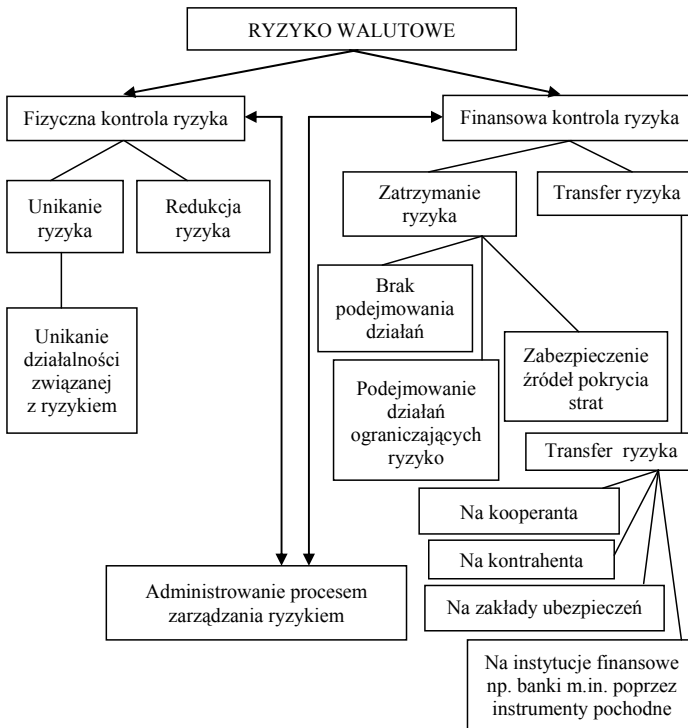 RYZYKO WALUTOWE
Fizyczna kontrola ryzyka
Finansowa kontrola ryzyka
Unikanie
ryzyka
Redukcja
ryzyka
Zatrzymanie
ryzyka
Transfer ryzyka
Brak
podejmowania
działań
Unikanie
działalności
związanej
z ryzykiem
Zabezpieczenie
źródeł pokrycia
strat
Podejmowanie
działań
ograniczających
ryzyko
Transfer ryzyka
Na kooperanta
Na kontrahenta
Administrowanie procesem
zarządzania ryzykiem
Na zakłady ubezpieczeń
Na instytucje finansowe
np. banki m.in. poprzez
instrumenty pochodne